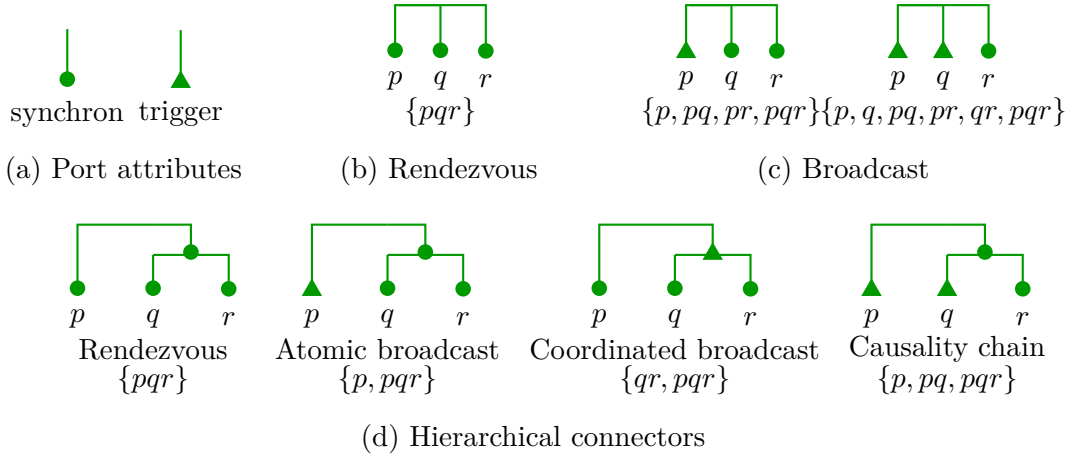 synchron trigger
(a) Port attributes
p q r
{pqr}
(b) Rendezvous
p q r p q r
{p, pq, pr, pqr} {p, q, pq, pr, qr, pqr}
(c) Broadcast
p q r p q r p q r p q r
Rendezvous Atomic broadcast Coordinated broadcast Causality chain
{pqr} {p, pqr} {qr, pqr} {p, pq, pqr}
(d) Hierarchical connectors